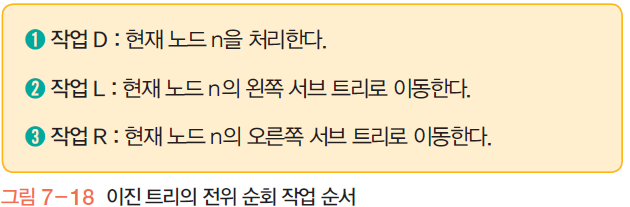 ❶ 작업 D : 현재 노드 n을 처리한다.
❷ 작업 L : 현재 노드 n의 왼쪽 서브 트리로 이동한다.
❸ 작업 R : 현재 노드 n의 오른쪽 서브 트리로 이동한다.
그림 7-18 이진 트리의 전위 순회 작업 순서